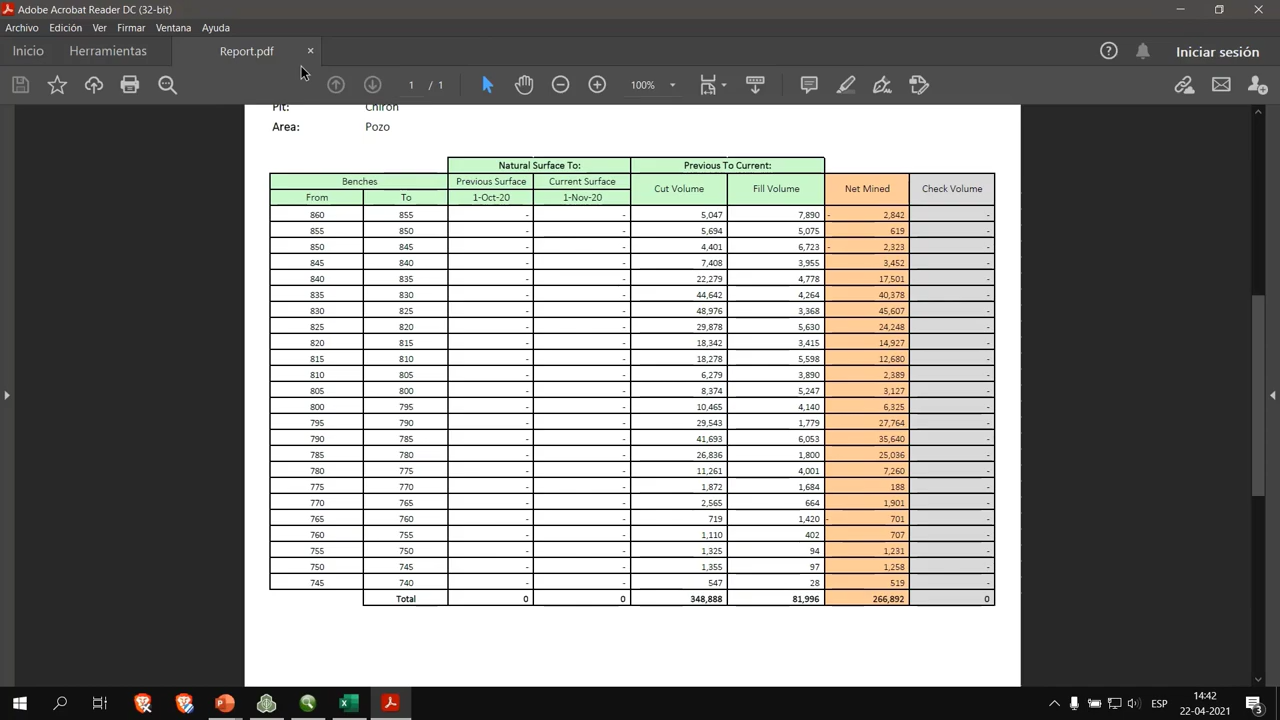 Adobe Acrobat Reader DC (32-bit)
Archivo Edición Ver Firmar Ventana Ayuda
Inicio Herramientas Report.pdf × Iniciar sesión
1 / 1 100%
Pit: Chiron
Area: Pozo
Natural Surface To: Previous To Current:
Benches Previous Surface Current Surface Cut Volume Fill Volume Net Mined Check Volume
From To 1-Oct-20 1-Nov-20
860 855 - - 5,047 7,890 - 2,842 -
855 850 - - 5,694 5,075 619 -
850 845 - - 4,401 6,723 - 2,323 -
845 840 - - 7,408 3,955 3,452 -
840 835 - - 22,279 4,778 17,501 -
835 830 - - 44,642 4,264 40,378 -
830 825 - - 48,976 3,368 45,607 -
825 820 - - 29,878 5,630 24,248 -
820 815 - - 18,342 3,415 14,927 -
815 810 - - 18,278 5,598 12,680 -
810 805 - - 6,279 3,890 2,389 -
805 800 - - 8,374 5,247 3,127 -
800 795 - - 10,465 4,140 6,325 -
795 790 - - 29,543 1,779 27,764 -
790 785 - - 41,693 6,053 35,640 -
785 780 - - 26,836 1,800 25,036 -
780 775 - - 11,261 4,001 7,260 -
775 770 - - 1,872 1,684 188 -
770 765 - - 2,565 664 1,901 -
765 760 - - 719 1,420 - 701 -
760 755 - - 1,110 402 707 -
755 750 - - 1,325 94 1,231 -
750 745 - - 1,355 97 1,258 -
745 740 - - 547 28 519 -
Total 0 0 348,888 81,996 266,892 0
ESP 14:42
22-04-2021 3